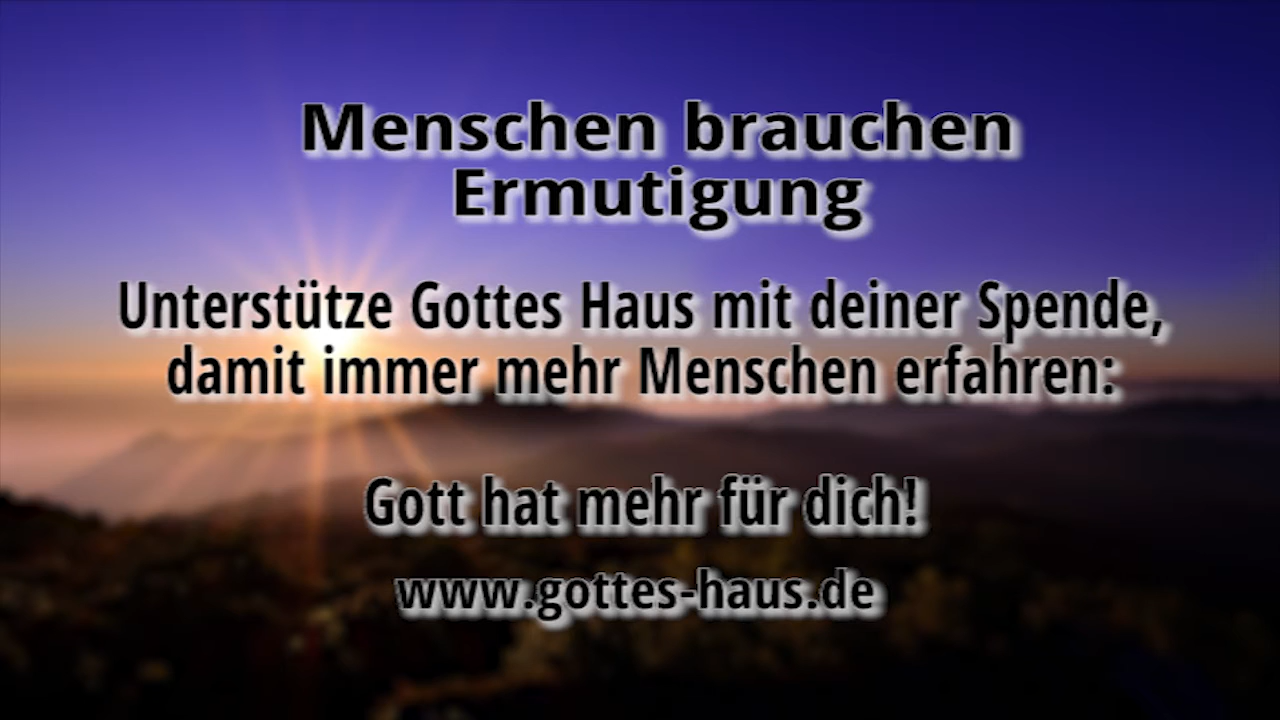 Menschen brauchen
Ermutigung
Unterstütze Gottes Haus mit deiner Spende,
damit immer mehr Menschen erfahren:
Gott hat mehr für dich!
www.gottes-haus.de